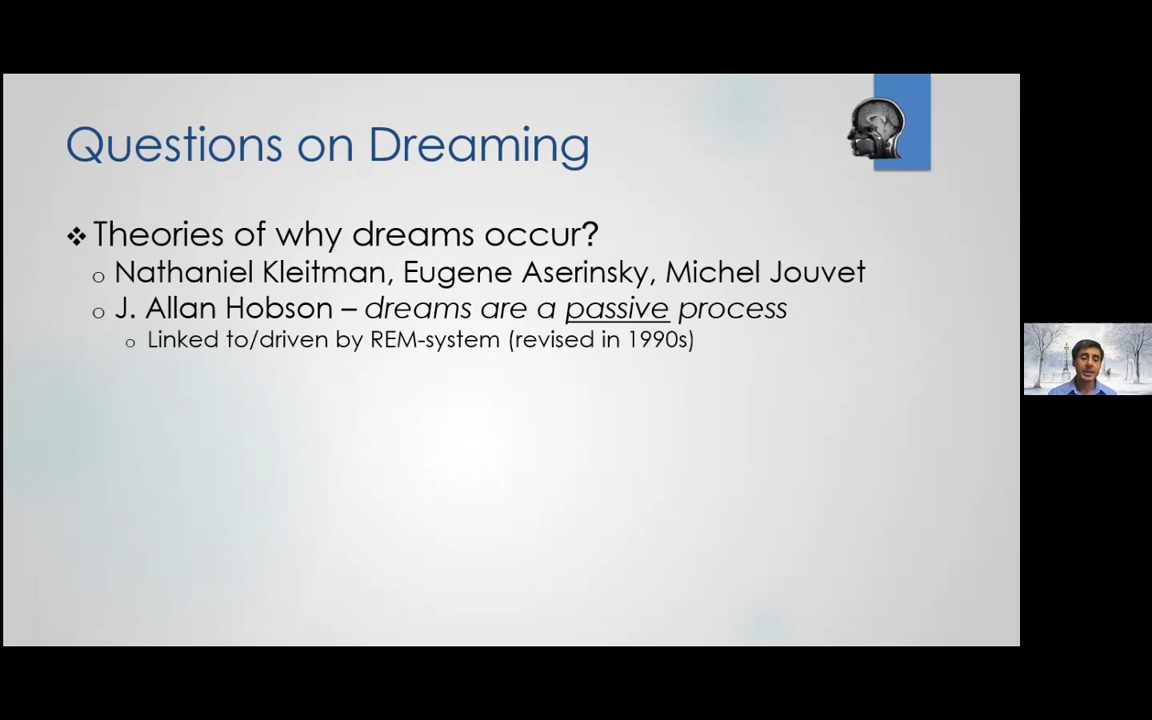 Questions on Dreaming
❖ Theories of why dreams occur?
o Nathaniel Kleitman, Eugene Aserinsky, Michel Jouvet
o J. Allan Hobson – dreams are a passive process
o Linked to/driven by REM-system (revised in 1990s)